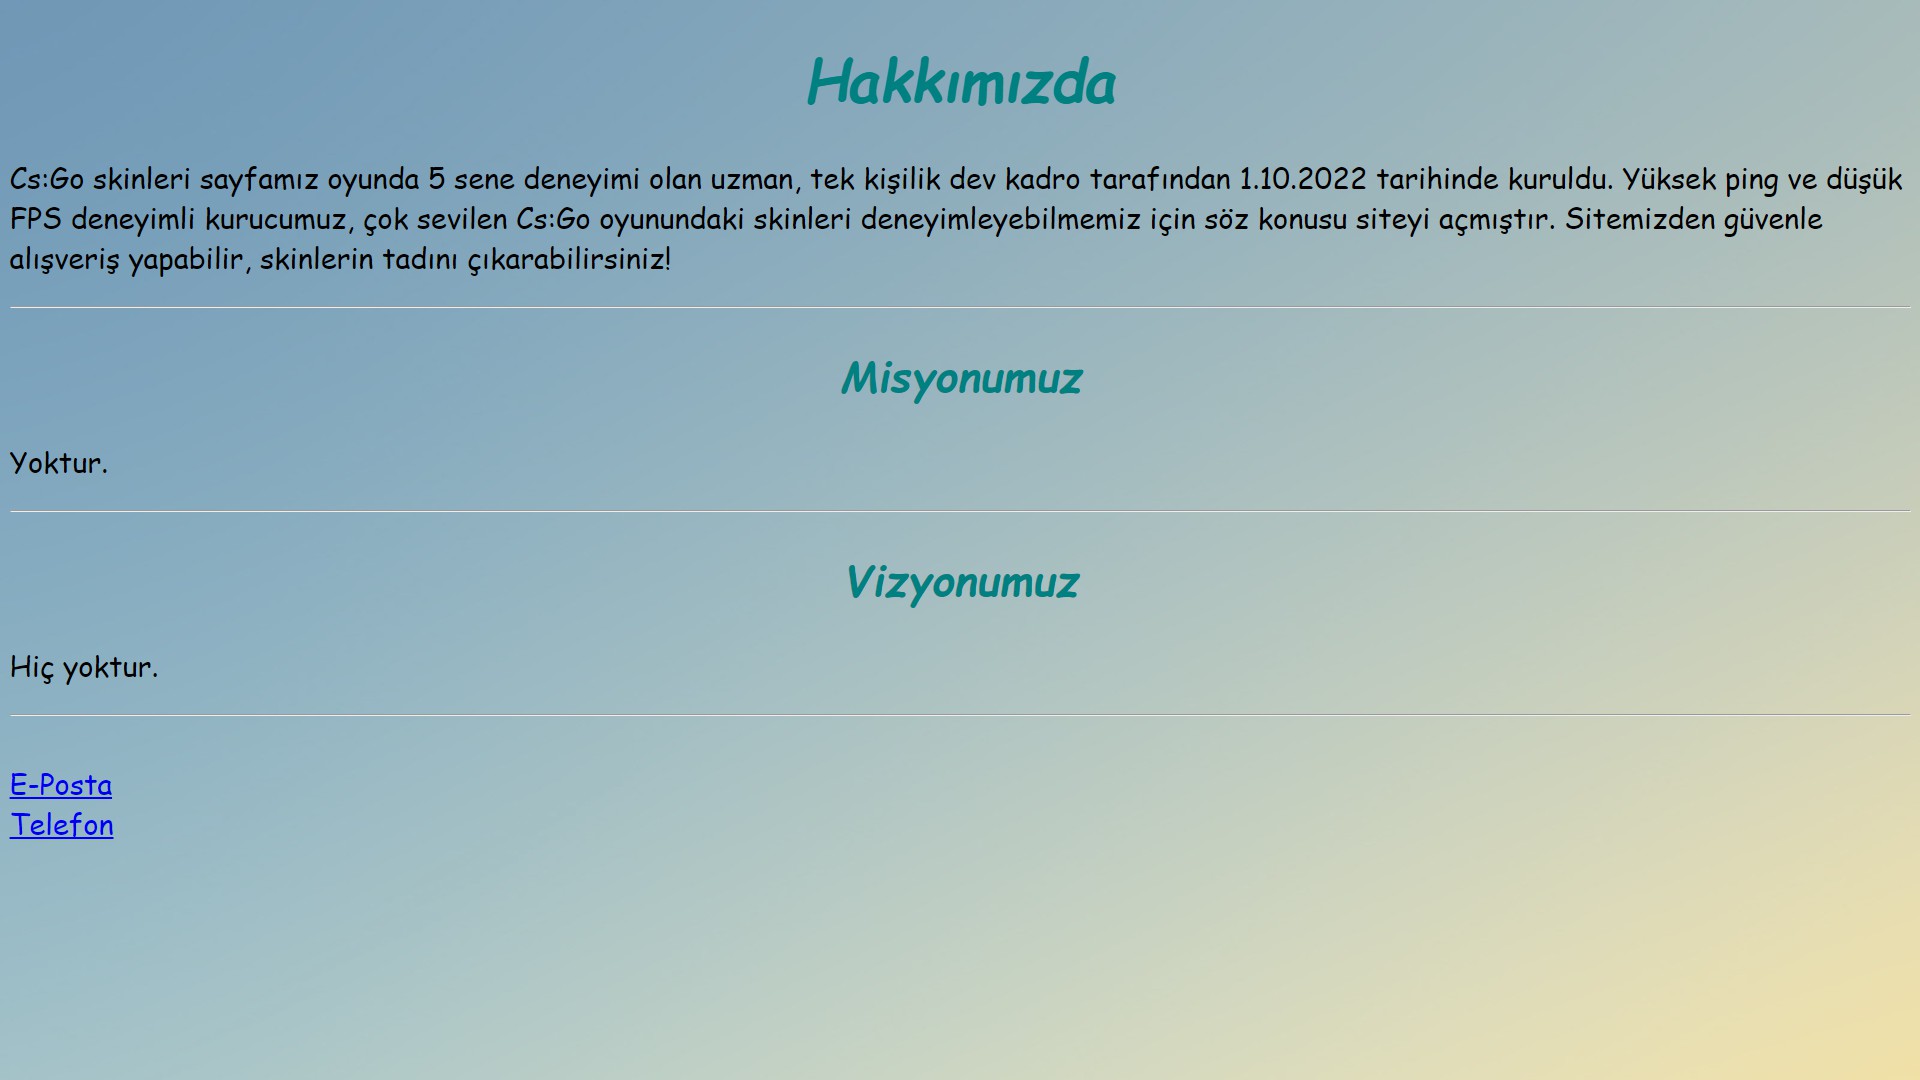 Hakkımızda
Cs:Go skinleri sayfamız oyunda 5 sene deneyimi olan uzman, tek kişilik dev kadro tarafından 1.10.2022 tarihinde kuruldu. Yüksek ping ve düşük
FPS deneyimli kurucumuz, çok sevilen Cs:Go oyunundaki skinleri deneyimleyebilmemiz için söz konusu siteyi açmıştır. Sitemizden güvenle
alışveriş yapabilir, skinlerin tadını çıkarabilirsiniz!
Misyonumuz
Yoktur.
Vizyonumuz
Hiç yoktur.
E-Posta
Telefon